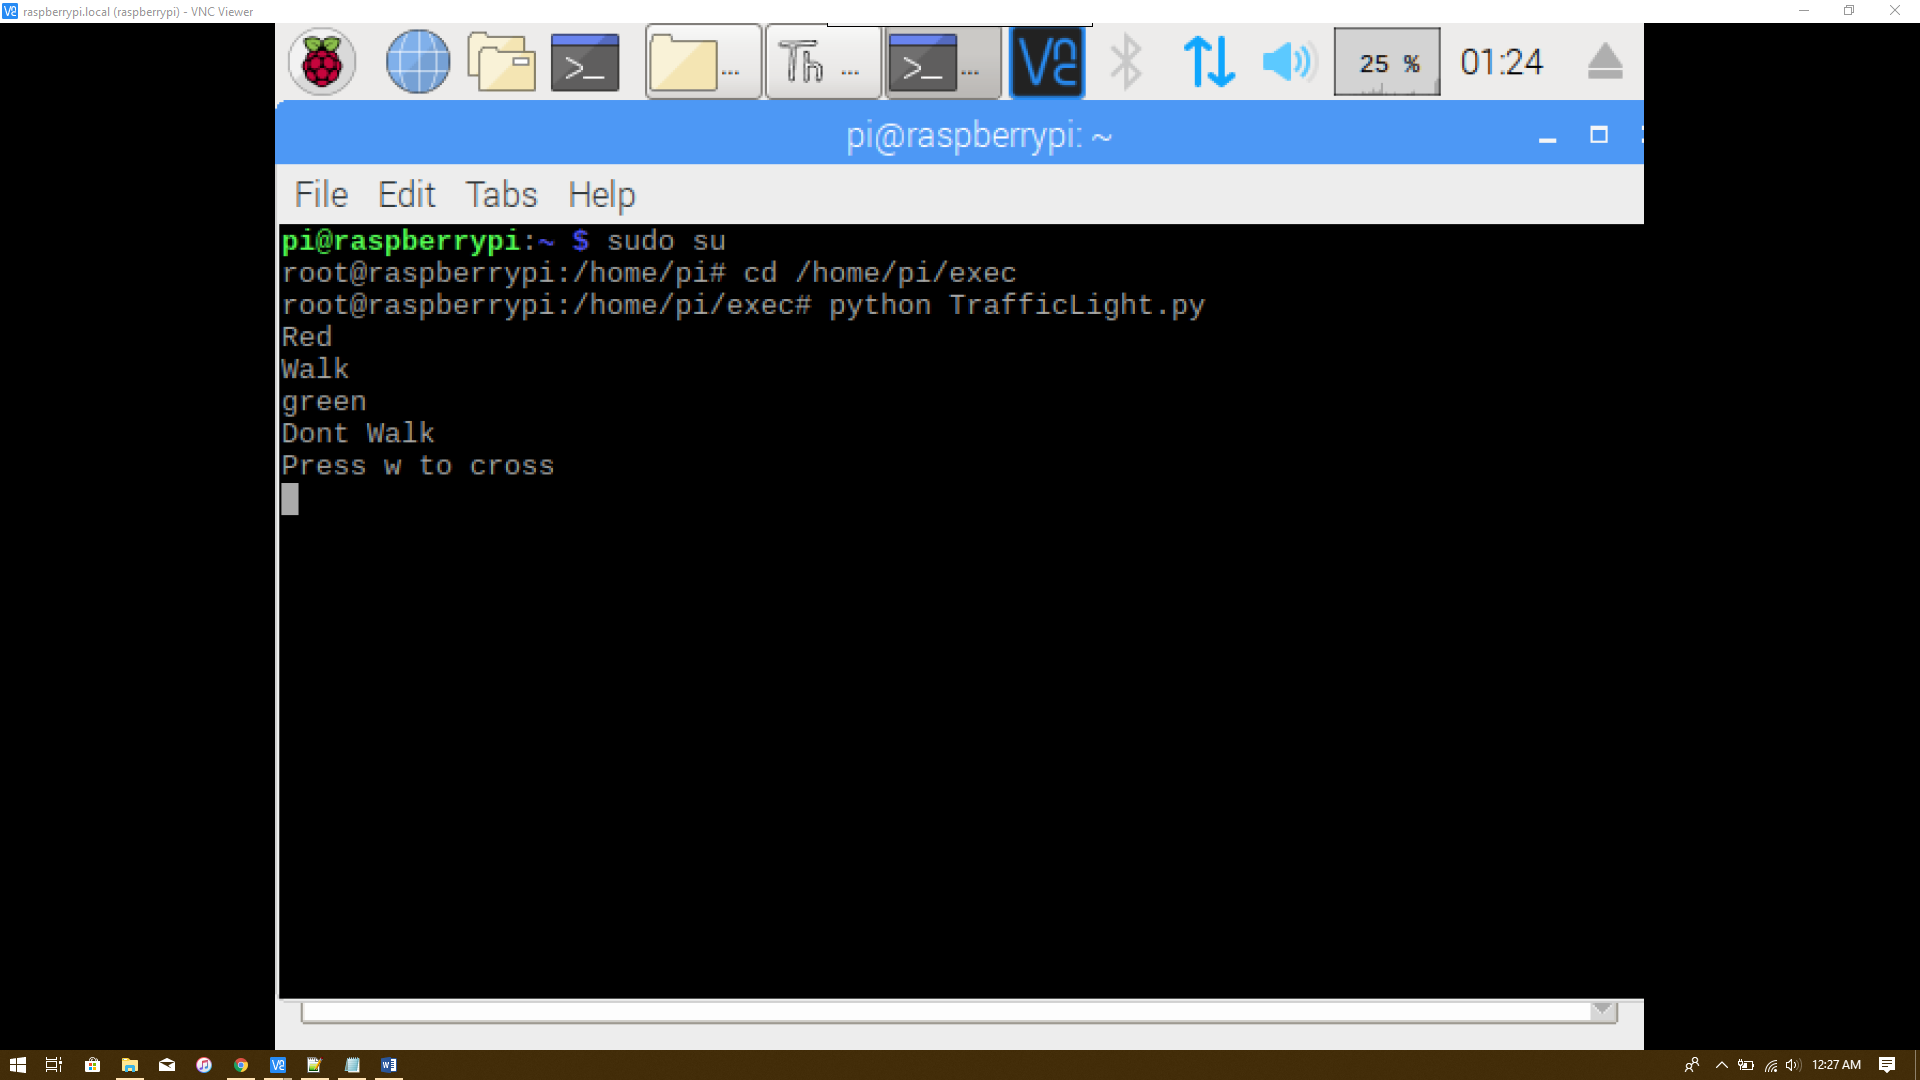 raspberrypi.local (raspberrypi) - VNC Viewer
... Th ... >_ ... 25 % 01:24
pi@raspberrypi: ~
File Edit Tabs Help
pi@raspberrypi:~ $ sudo su
root@raspberrypi:/home/pi# cd /home/pi/exec
root@raspberrypi:/home/pi/exec# python TrafficLight.py
Red
Walk
green
Dont Walk
Press w to cross
12:27 AM